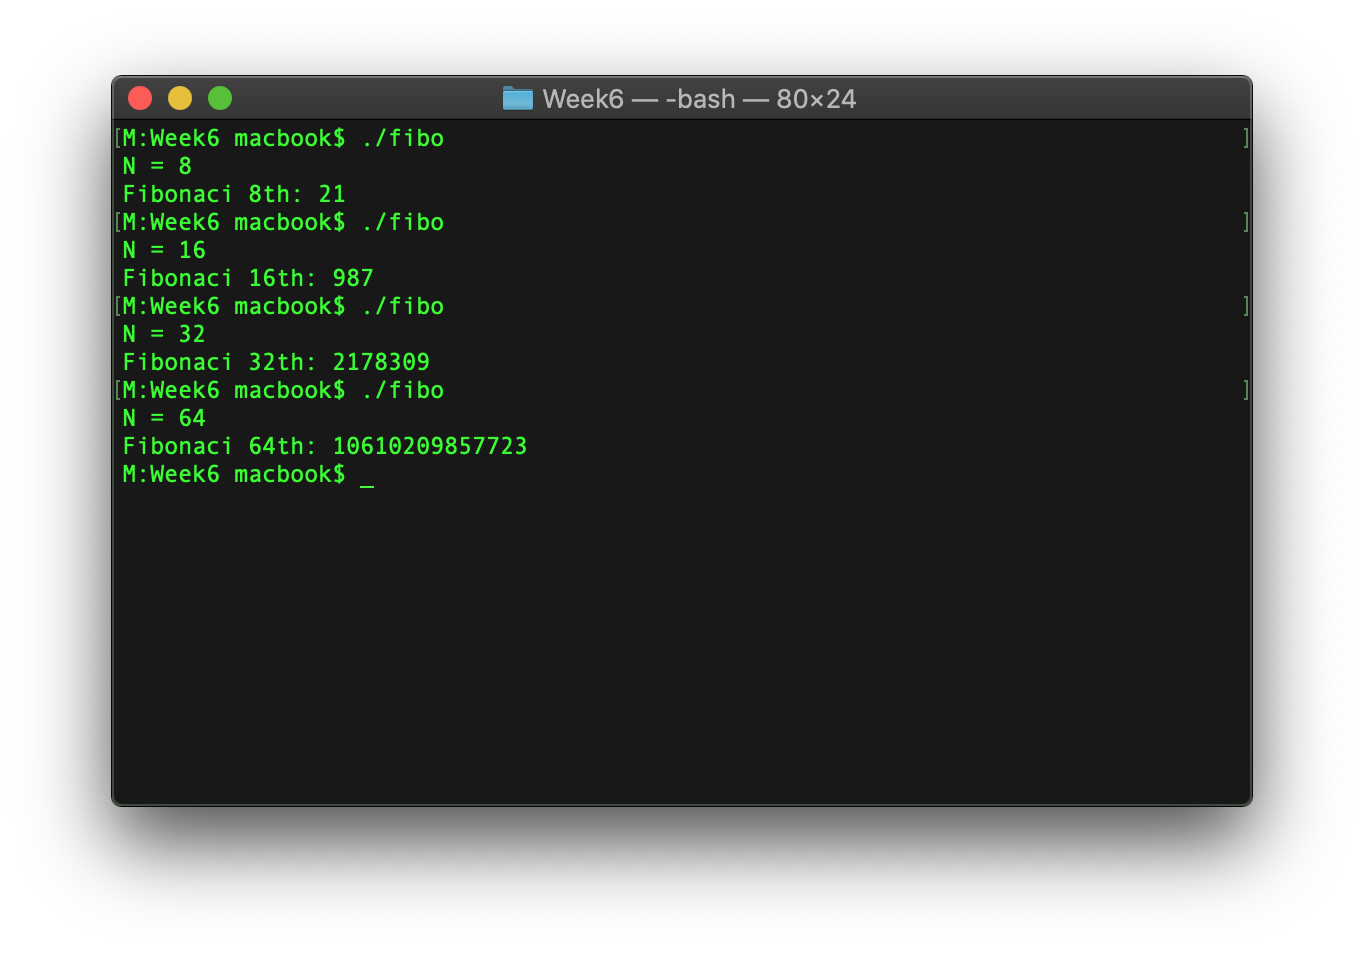 Week6 — -bash — 80×24
[M:Week6 macbook$ ./fibo ]
N = 8
Fibonaci 8th: 21
[M:Week6 macbook$ ./fibo ]
N = 16
Fibonaci 16th: 987
[M:Week6 macbook$ ./fibo ]
N = 32
Fibonaci 32th: 2178309
[M:Week6 macbook$ ./fibo ]
N = 64
Fibonaci 64th: 10610209857723
M:Week6 macbook$ _